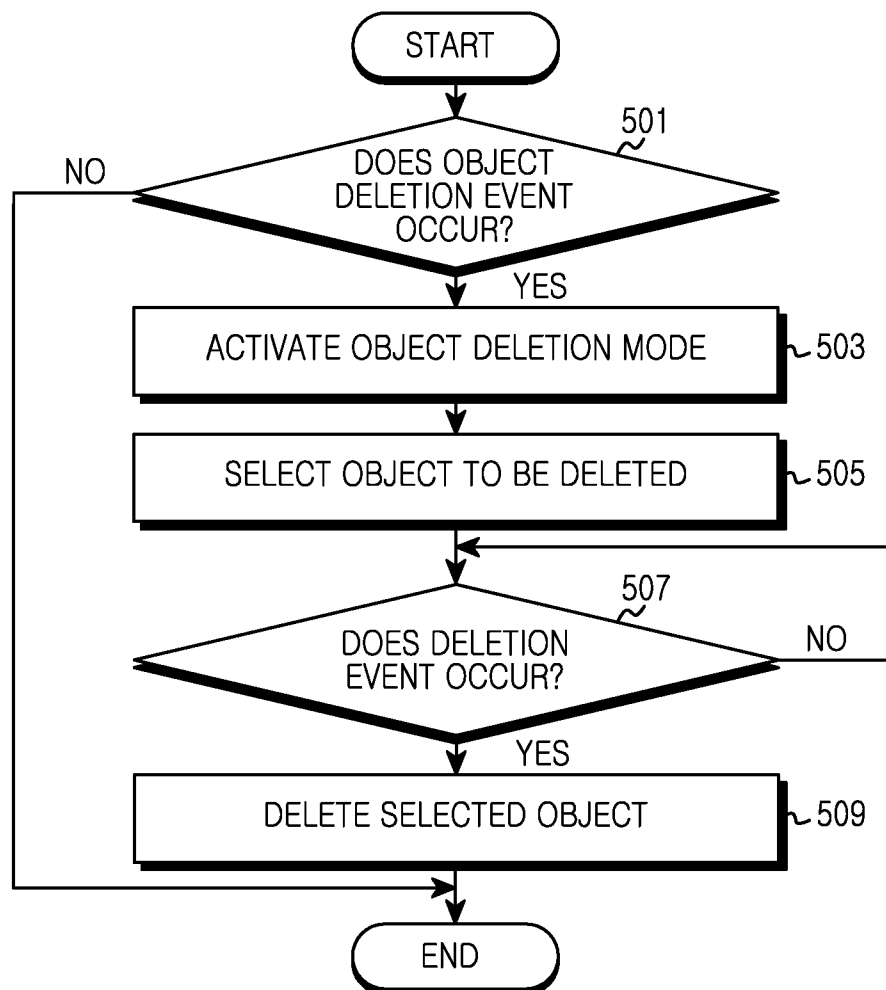 START
501
NO
DOES OBJECT
DELETION EVENT
OCCUR?
YES
ACTIVATE OBJECT DELETION MODE
503
SELECT OBJECT TO BE DELETED
505
507
DOES DELETION
EVENT OCCUR?
NO
YES
DELETE SELECTED OBJECT
509
END